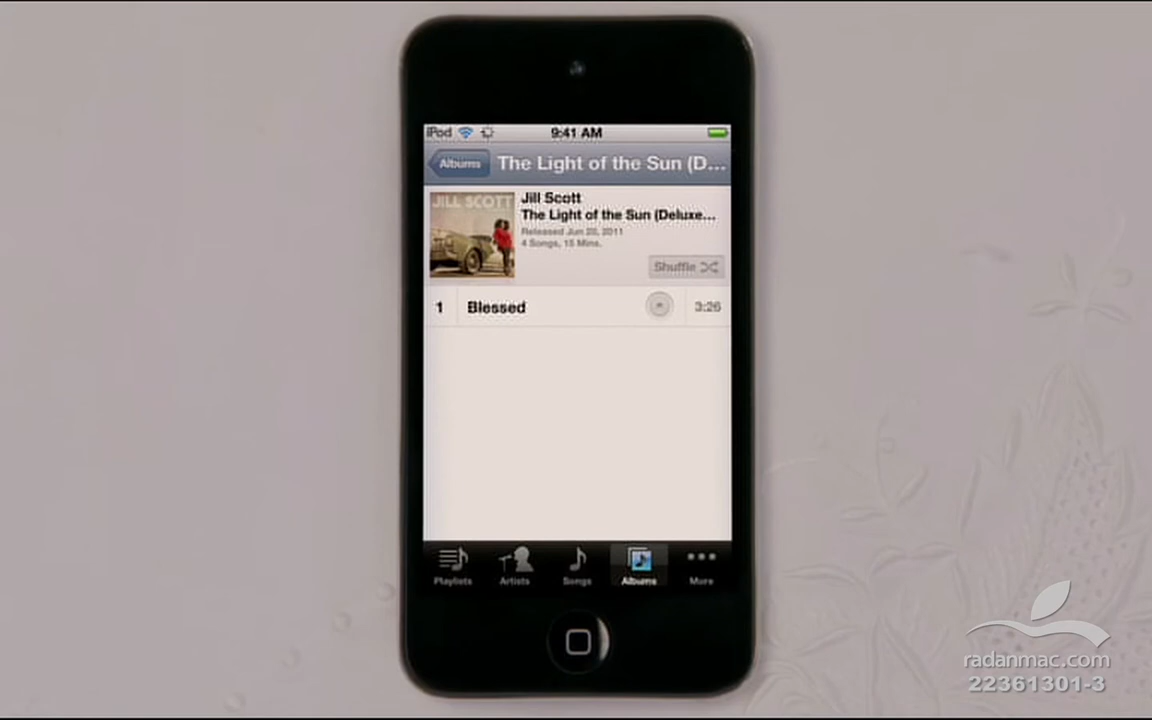 iPod
9:41 AM
Albums
The Light of the Sun (D...
JILL SCOTT
Jill Scott
The Light of the Sun (Deluxe...
Released Jun 20, 2011
4 Songs, 15 Mins.
Shuffle
1 Blessed 3:26
Playlists
Artists
Songs
Albums
More
radanmac.com
22361301-3